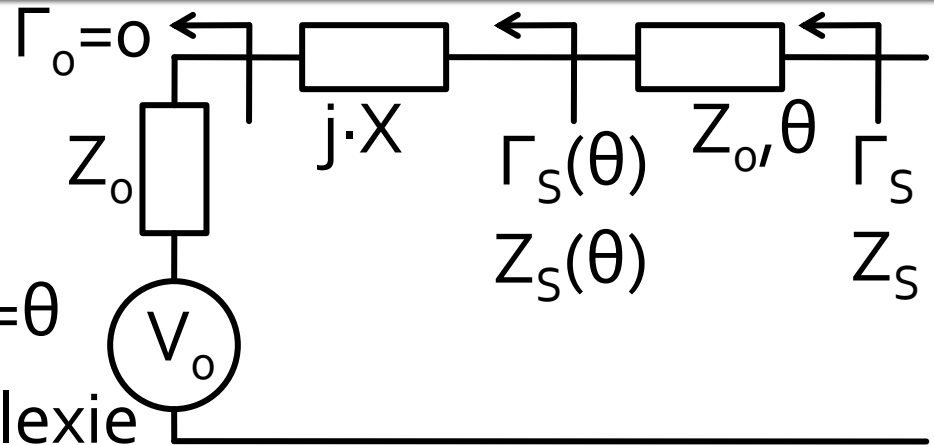 Γo=0
j·X
Zo, θ
Zo
ΓS(θ)
ΓS
ZS(θ)
ZS
=θ
Vo
lexie